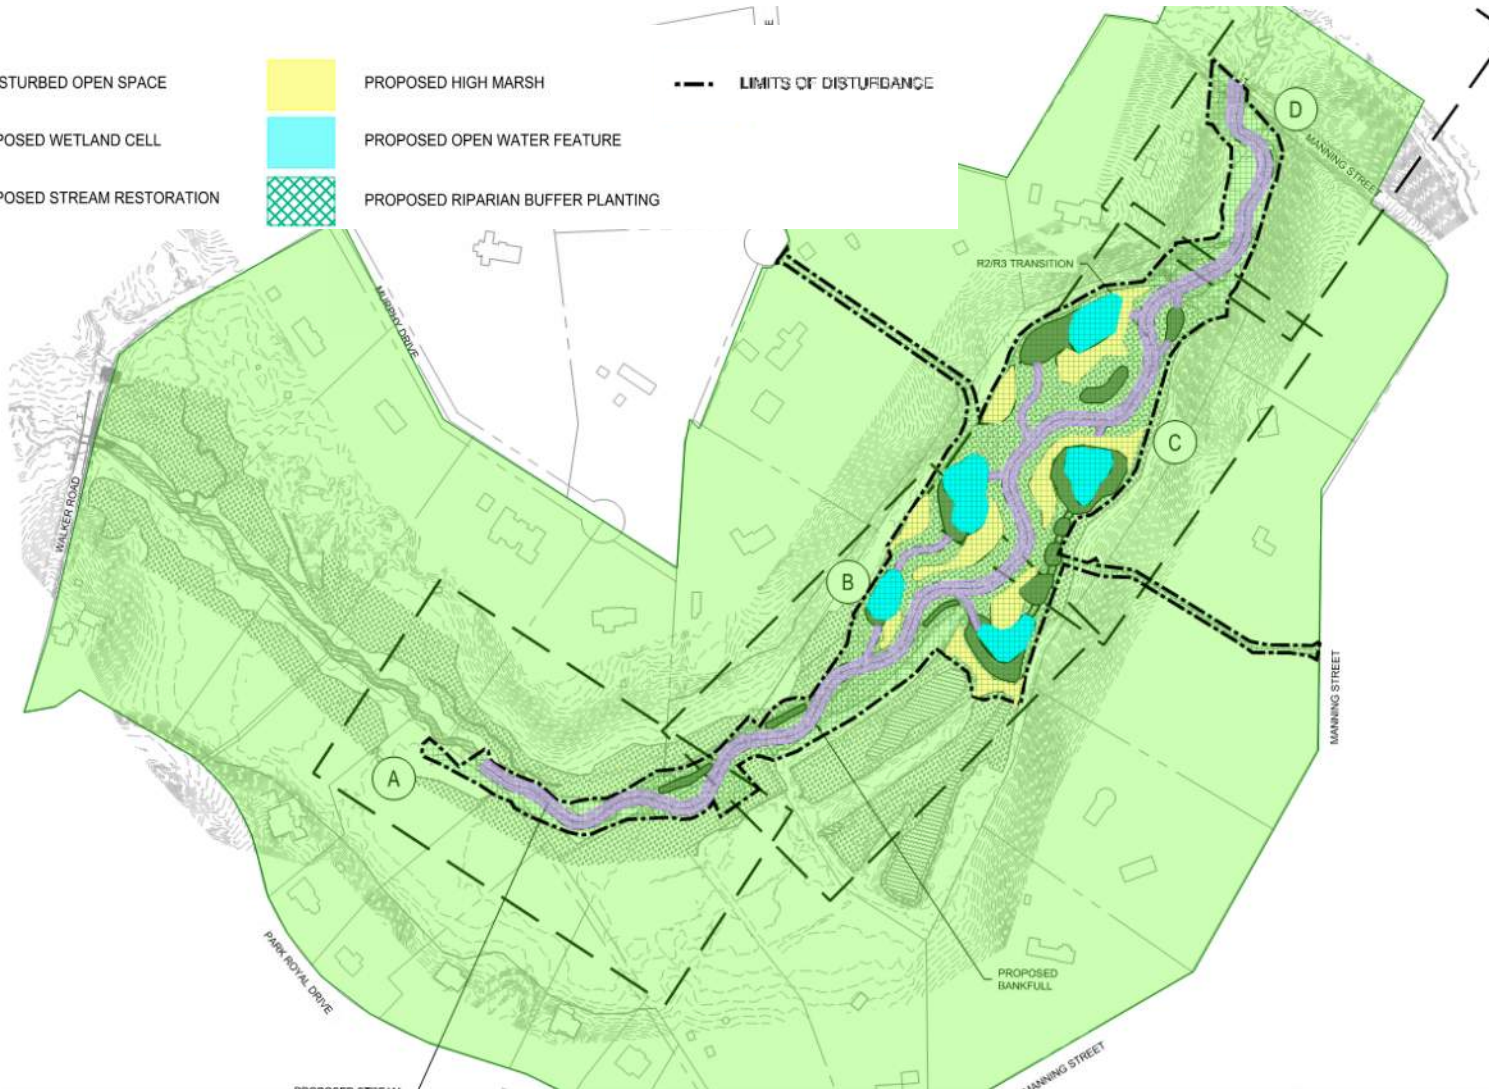 STURBED OPEN SPACE
PROPOSED HIGH MARSH
LIMITS OF DISTURBANCE
POSED WETLAND CELL
PROPOSED OPEN WATER FEATURE
POSED STREAM RESTORATION
PROPOSED RIPARIAN BUFFER PLANTING
D
MANNING STREET
R2/R3 TRANSITION
MURPHY DRIVE
C
WALKER ROAD
B
MANNING STREET
A
PARK ROYAL DRIVE
PROPOSED
BANKFULL
MANNING STREET
PROPOSED STREAM